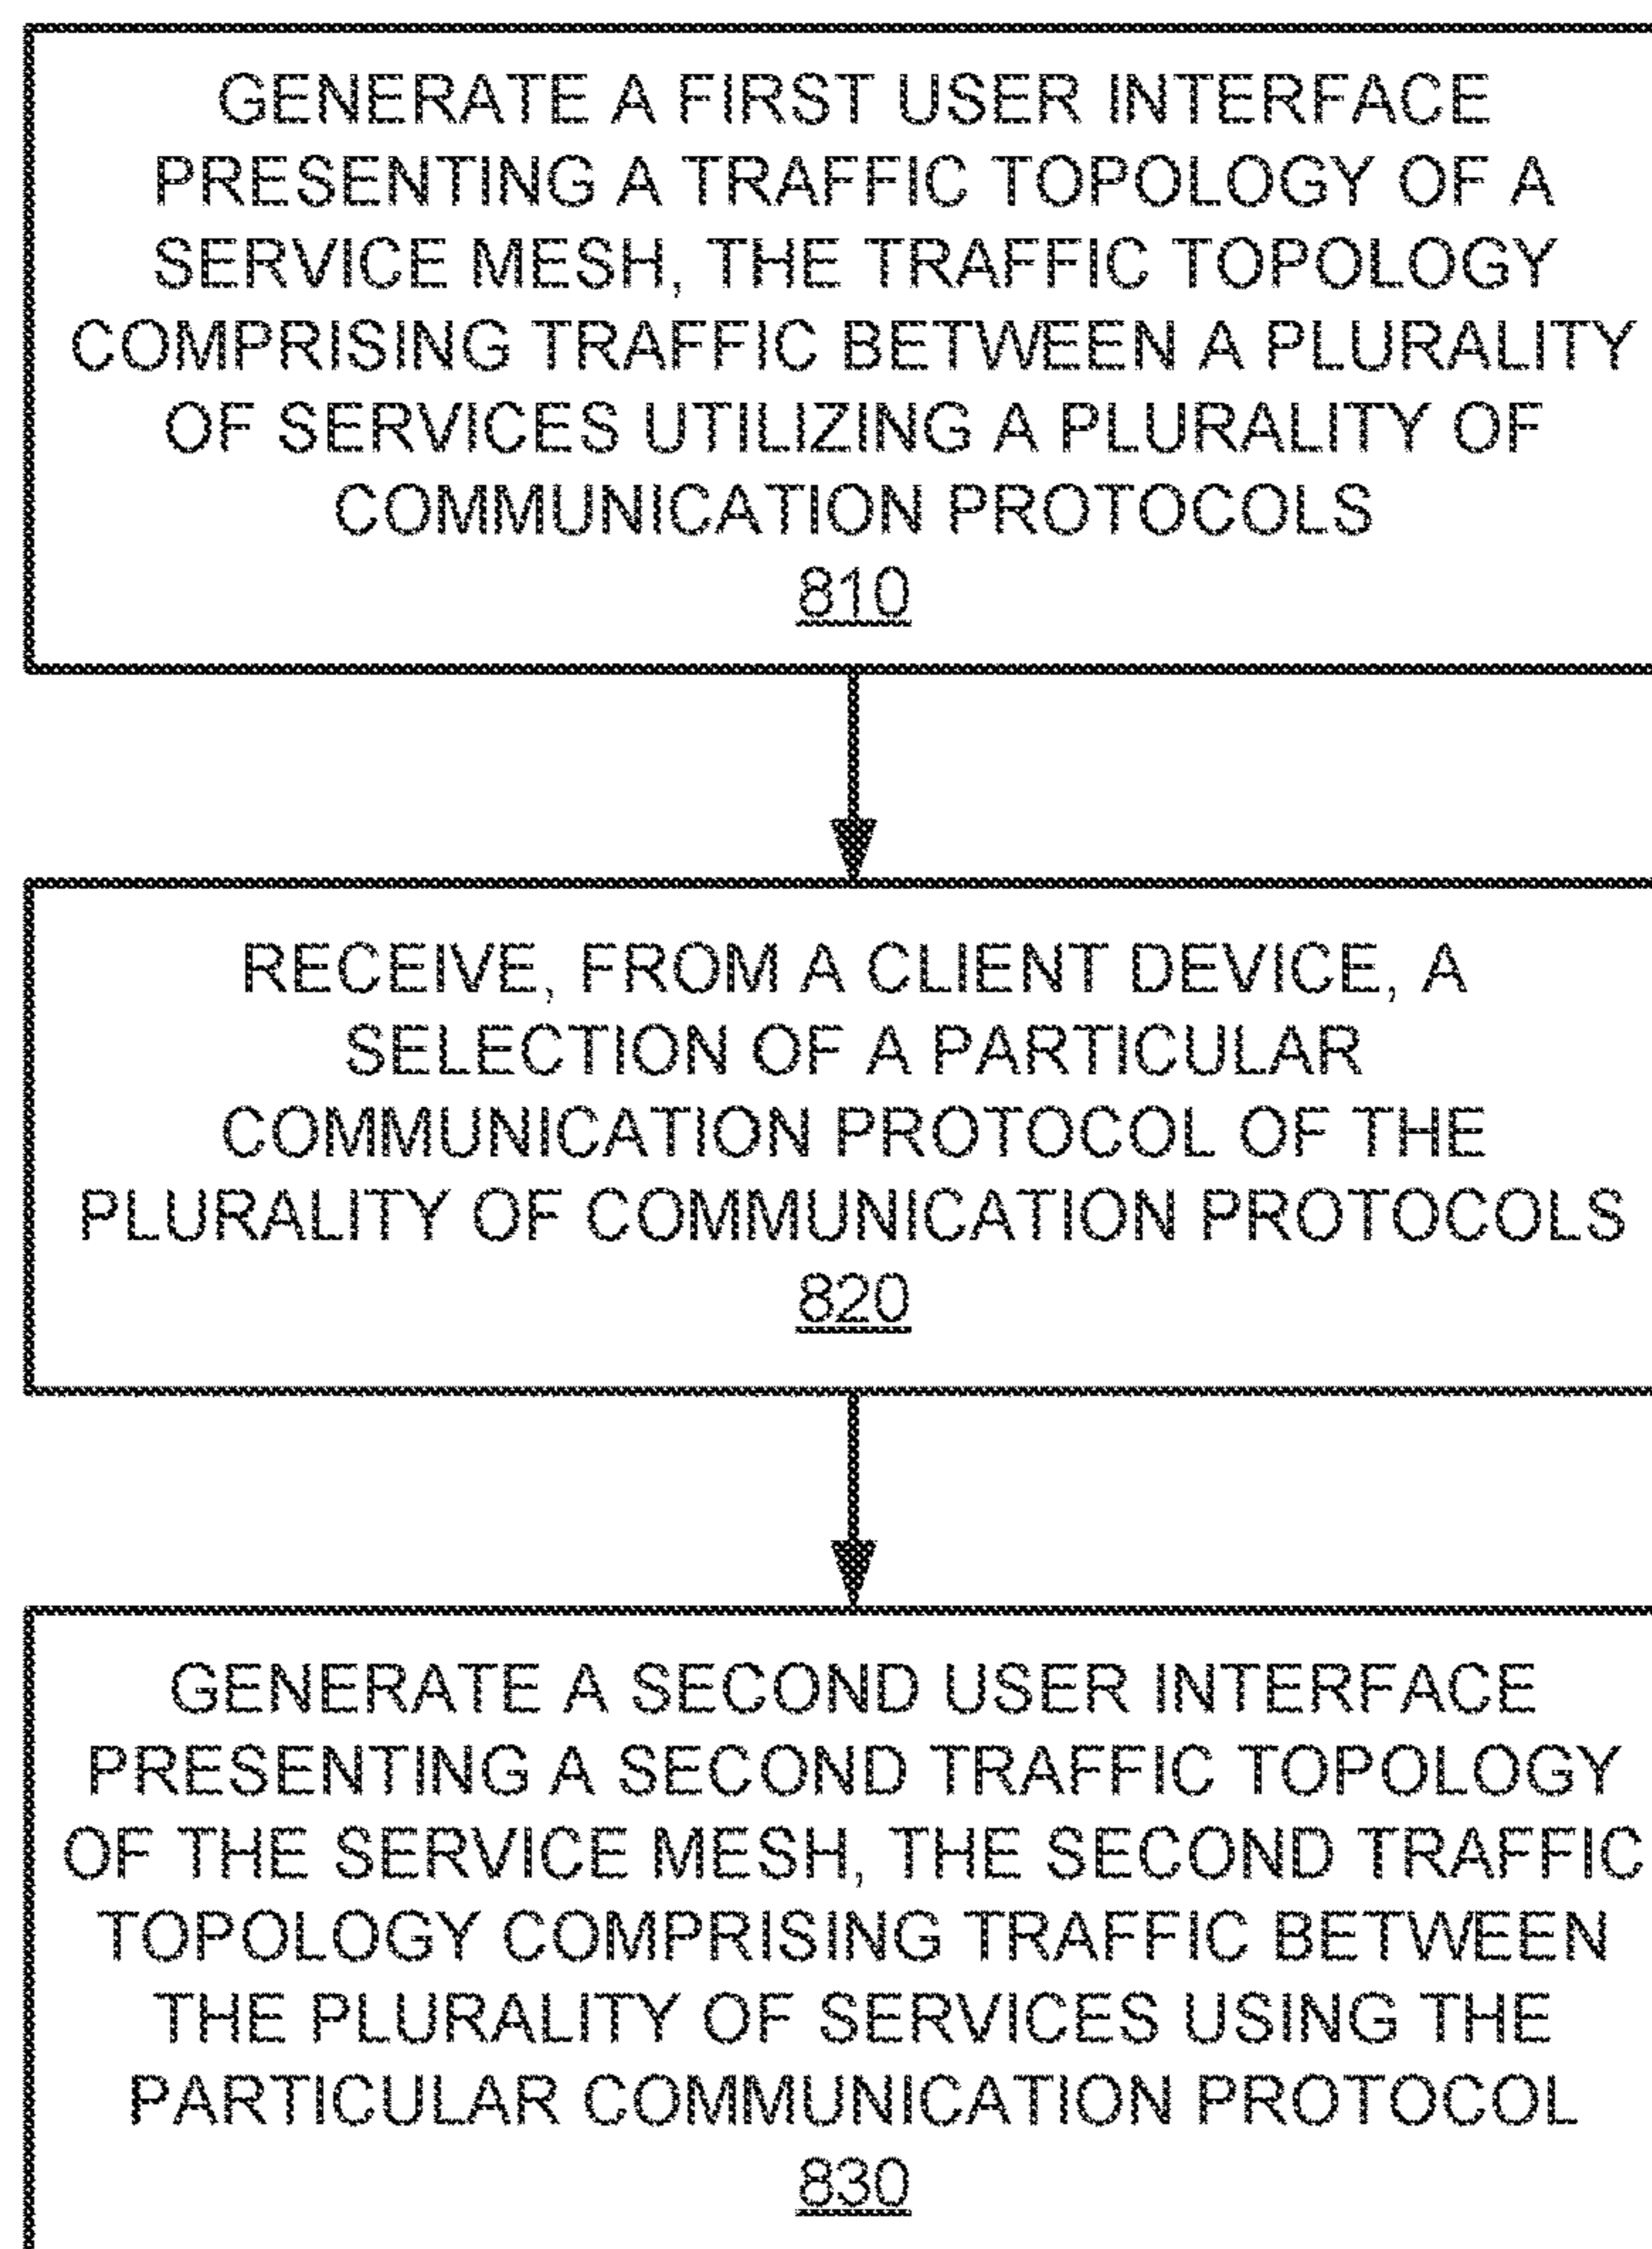 GENERATE A FIRST USER INTERFACE
PRESENTING A TRAFFIC TOPOLOGY OF A
SERVICE MESH, THE TRAFFIC TOPOLOGY
COMPRISING TRAFFIC BETWEEN A PLURALITY
OF SERVICES UTILIZING A PLURALITY OF
COMMUNICATION PROTOCOLS
810
RECEIVE, FROM A CLIENT DEVICE, A
SELECTION OF A PARTICULAR
COMMUNICATION PROTOCOL OF THE
PLURALITY OF COMMUNICATION PROTOCOLS
820
GENERATE A SECOND USER INTERFACE
PRESENTING A SECOND TRAFFIC TOPOLOGY
OF THE SERVICE MESH, THE SECOND TRAFFIC
TOPOLOGY COMPRISING TRAFFIC BETWEEN
THE PLURALITY OF SERVICES USING THE
PARTICULAR COMMUNICATION PROTOCOL
830